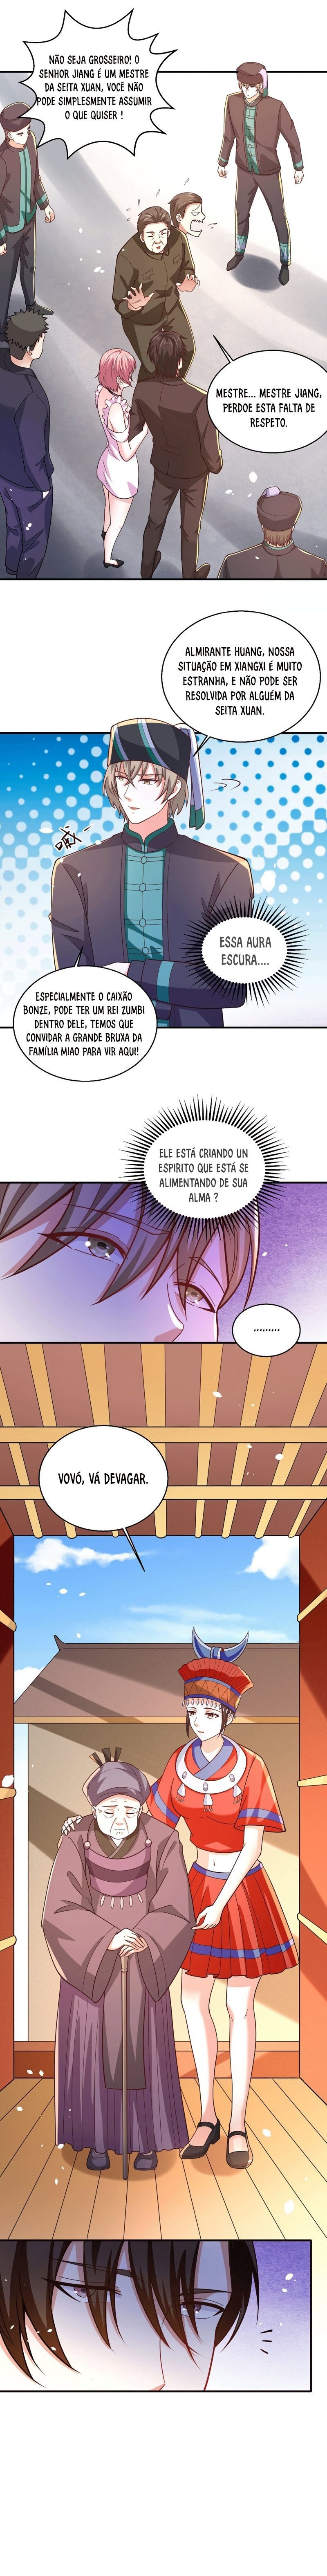 NÃO SEJA GROSSEIRO! O
SENHOR JIANG É UM MESTRE
DA SEITA XUAN, VOCÊ NÃO
PODE SIMPLESMENTE ASSUMIR
O QUE QUISER !
MESTRE... MESTRE JIANG,
PERDOE ESTA FALTA DE
RESPETO.
ALMIRANTE HUANG, NOSSA
SITUAÇÃO EM XIANGXI É MUITO
ESTRANHA, E NÃO PODE SER
RESOLVIDA POR ALGUÉM DA
SEITA XUAN.
ESSA AURA
ESCURA....
ESPECIALMENTE O CAIXÃO
BONZE, PODE TER UM REI ZUMBI
DENTRO DELE, TEMOS QUE
CONVIDAR A GRANDE BRUXA DA
FAMÍLIA MIAO PARA VIR AQUI!
ELE ESTÁ CRIANDO UN
ESPIRITO QUE ESTÁ SE
ALIMENTANDO DE SUA
ALMA ?
.........
VOVÓ, VÁ DEVAGAR.